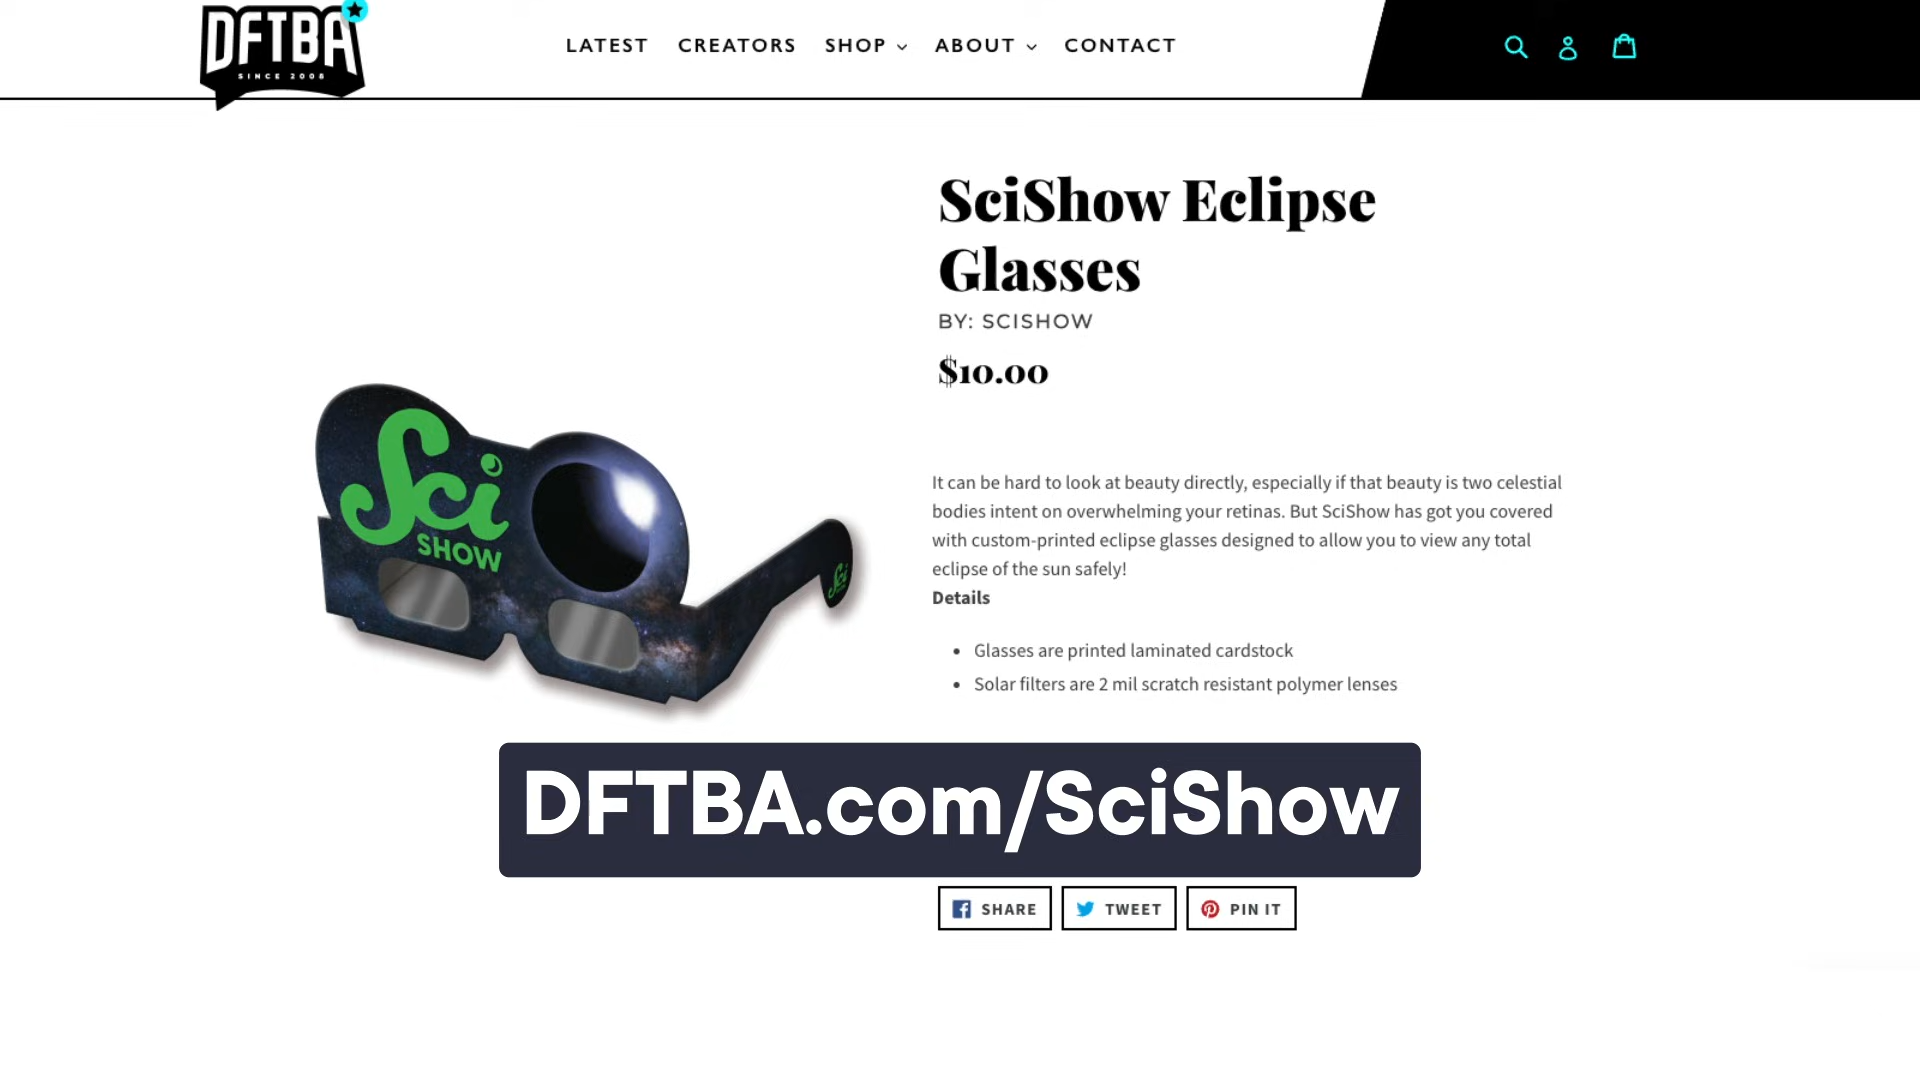 DFTBA
SINCE 2008
LATEST CREATORS SHOP ABOUT CONTACT
SciShow Eclipse
Glasses
BY: SCISHOW
$10.00
Sci
SHOW
Sci
It can be hard to look at beauty directly, especially if that beauty is two celestial
bodies intent on overwhelming your retinas. But SciShow has got you covered
with custom-printed eclipse glasses designed to allow you to view any total
eclipse of the sun safely!
Details
• Glasses are printed laminated cardstock
• Solar filters are 2 mil scratch resistant polymer lenses
DFTBA.com/SciShow
SHARE TWEET PIN IT